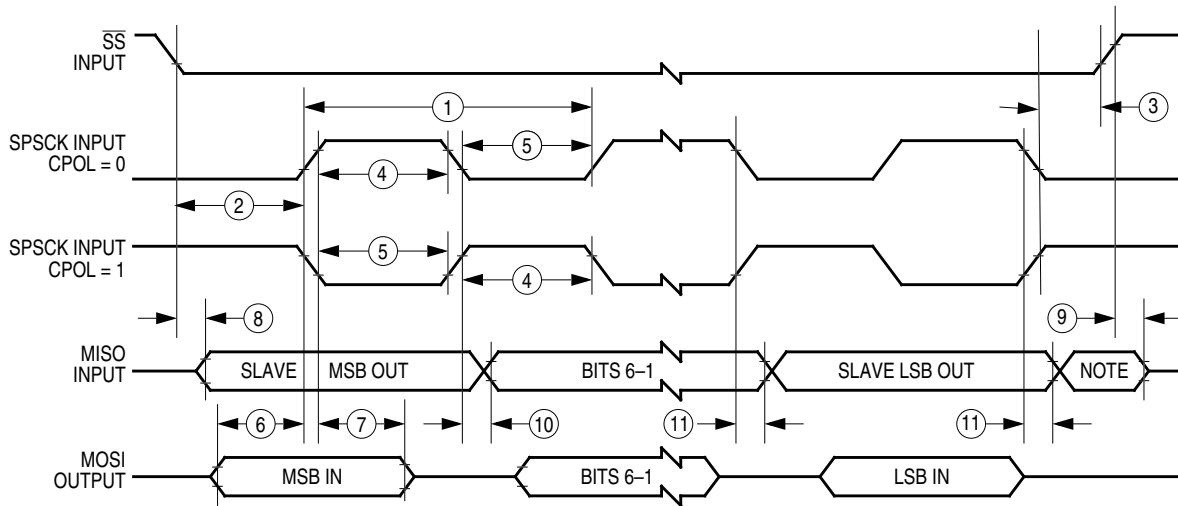 SS
INPUT
1
3
SPSCK INPUT
CPOL = 0
5
4
2
SPSCK INPUT
CPOL = 1
5
4
8
9
MISO
INPUT
SLAVE MSB OUT
BITS 6–1
SLAVE LSB OUT
NOTE
6
7
10
11
11
MOSI
OUTPUT
MSB IN
BITS 6–1
LSB IN